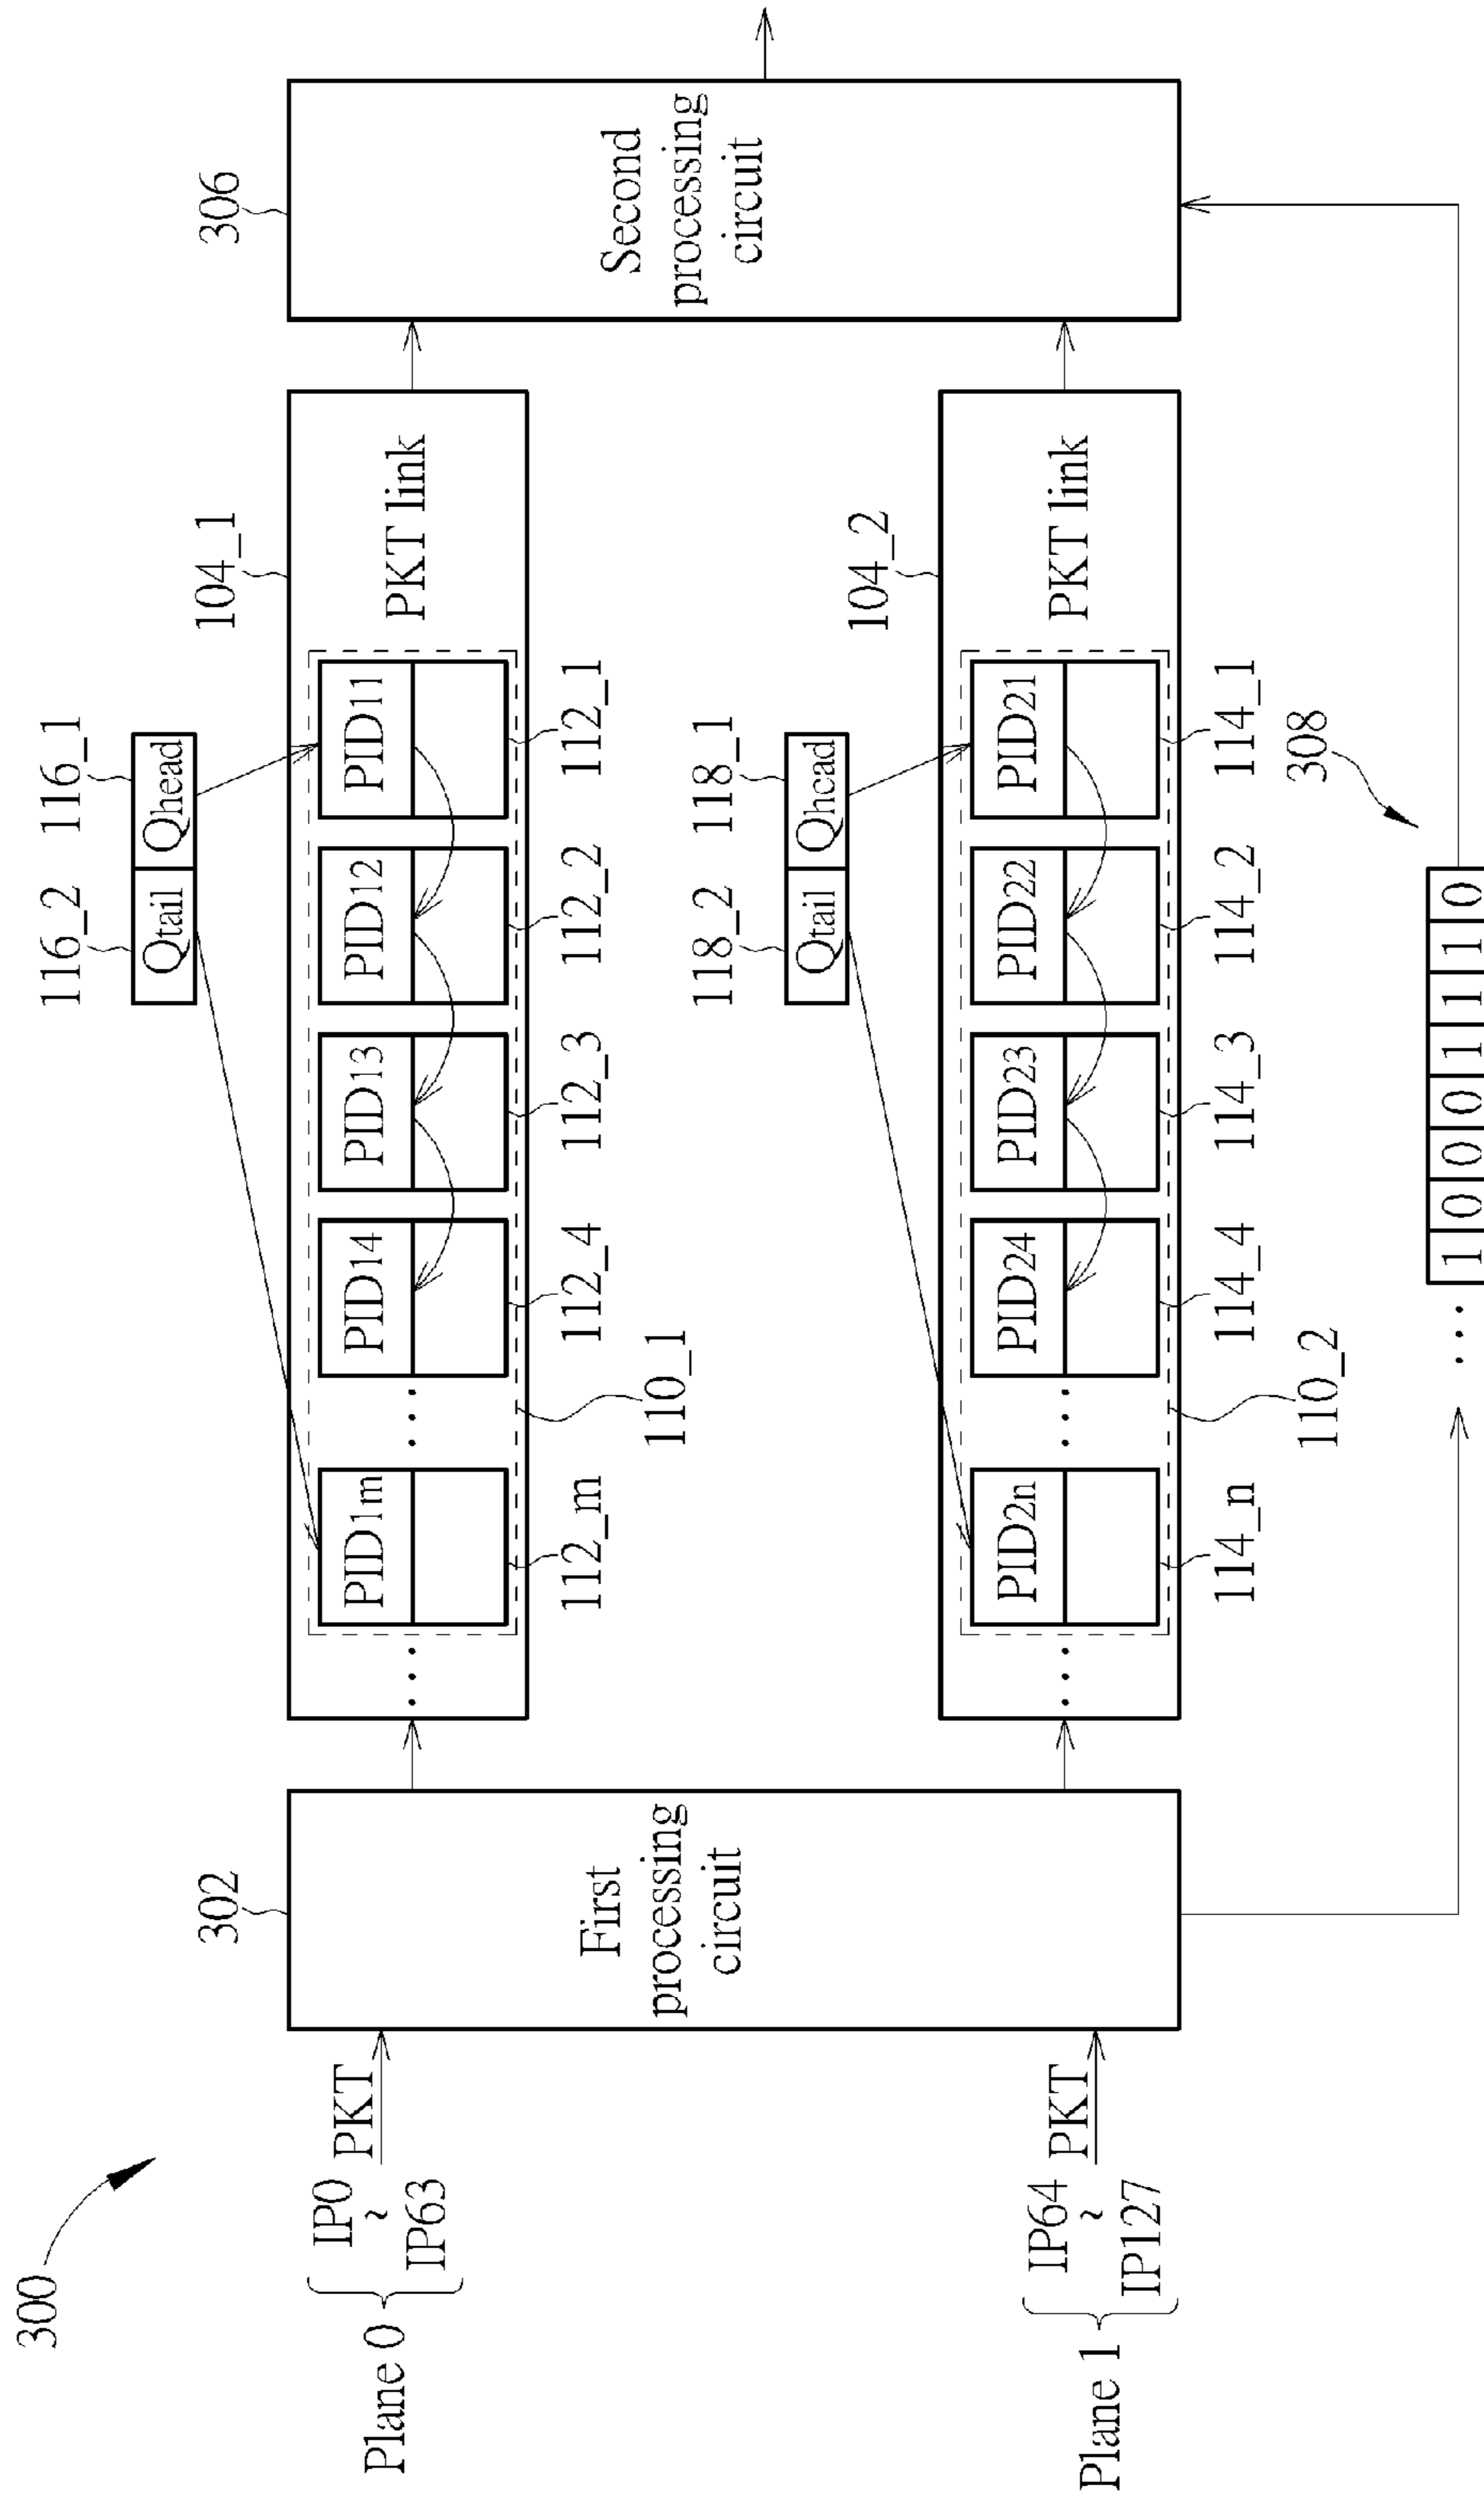 300
Plane 0
IP0
~
IP63
PKT
Plane 1
IP64
~
IP127
PKT
302
First
processing
circuit
116_2
116_1
Qtail
Qhead
104_1
PID1m
. . .
PID14
PID13
PID12
PID11
PKT link
. . .
112_m
112_4
112_3
112_2
112_1
110_1
118_2
118_1
Qtail
Qhead
104_2
PID2n
. . .
PID24
PID23
PID22
PID21
PKT link
. . .
114_n
114_4
114_3
114_2
114_1
110_2
306
Second
processing
circuit
308
. . . 1 0 0 0 1 1 1 0